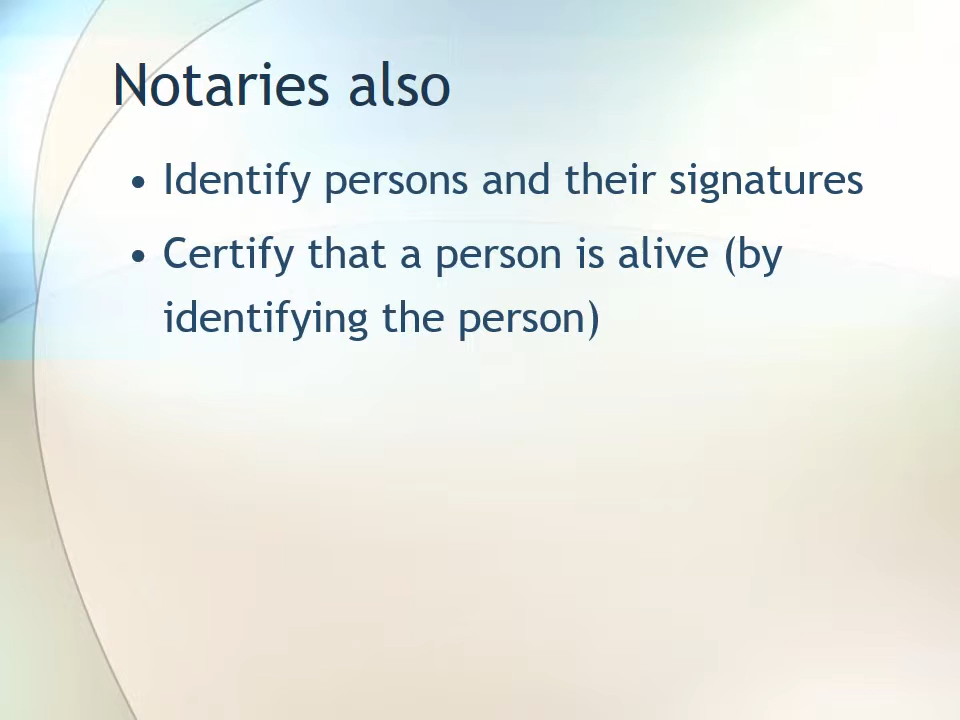 Notaries also
• Identify persons and their signatures
• Certify that a person is alive (by
identifying the person)